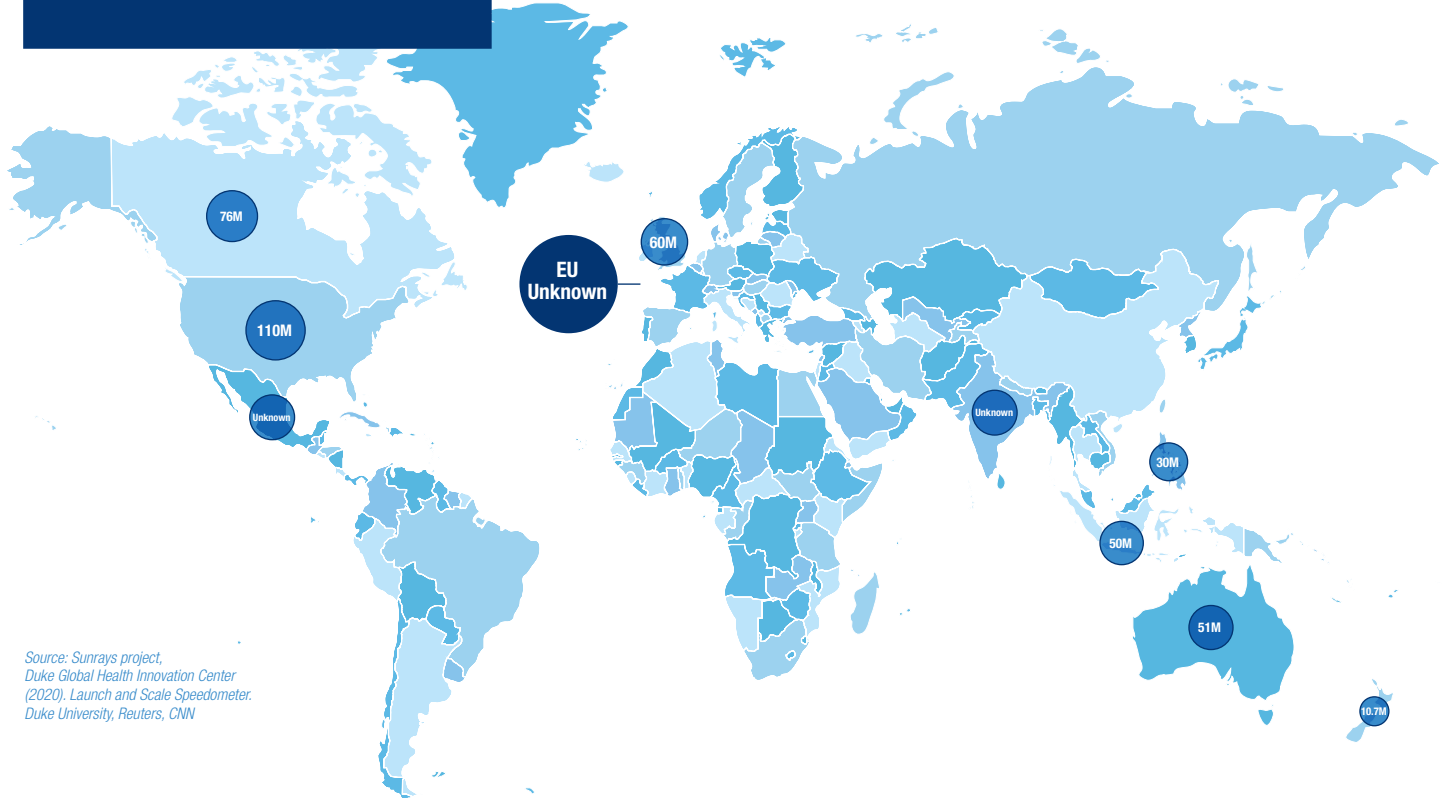 76M
60M
EU
Unknown
110M
Unknown
Unknown
30M
50M
51M
10.7M
Source: Sunrays project,
Duke Global Health Innovation Center
(2020). Launch and Scale Speedometer.
Duke University, Reuters, CNN